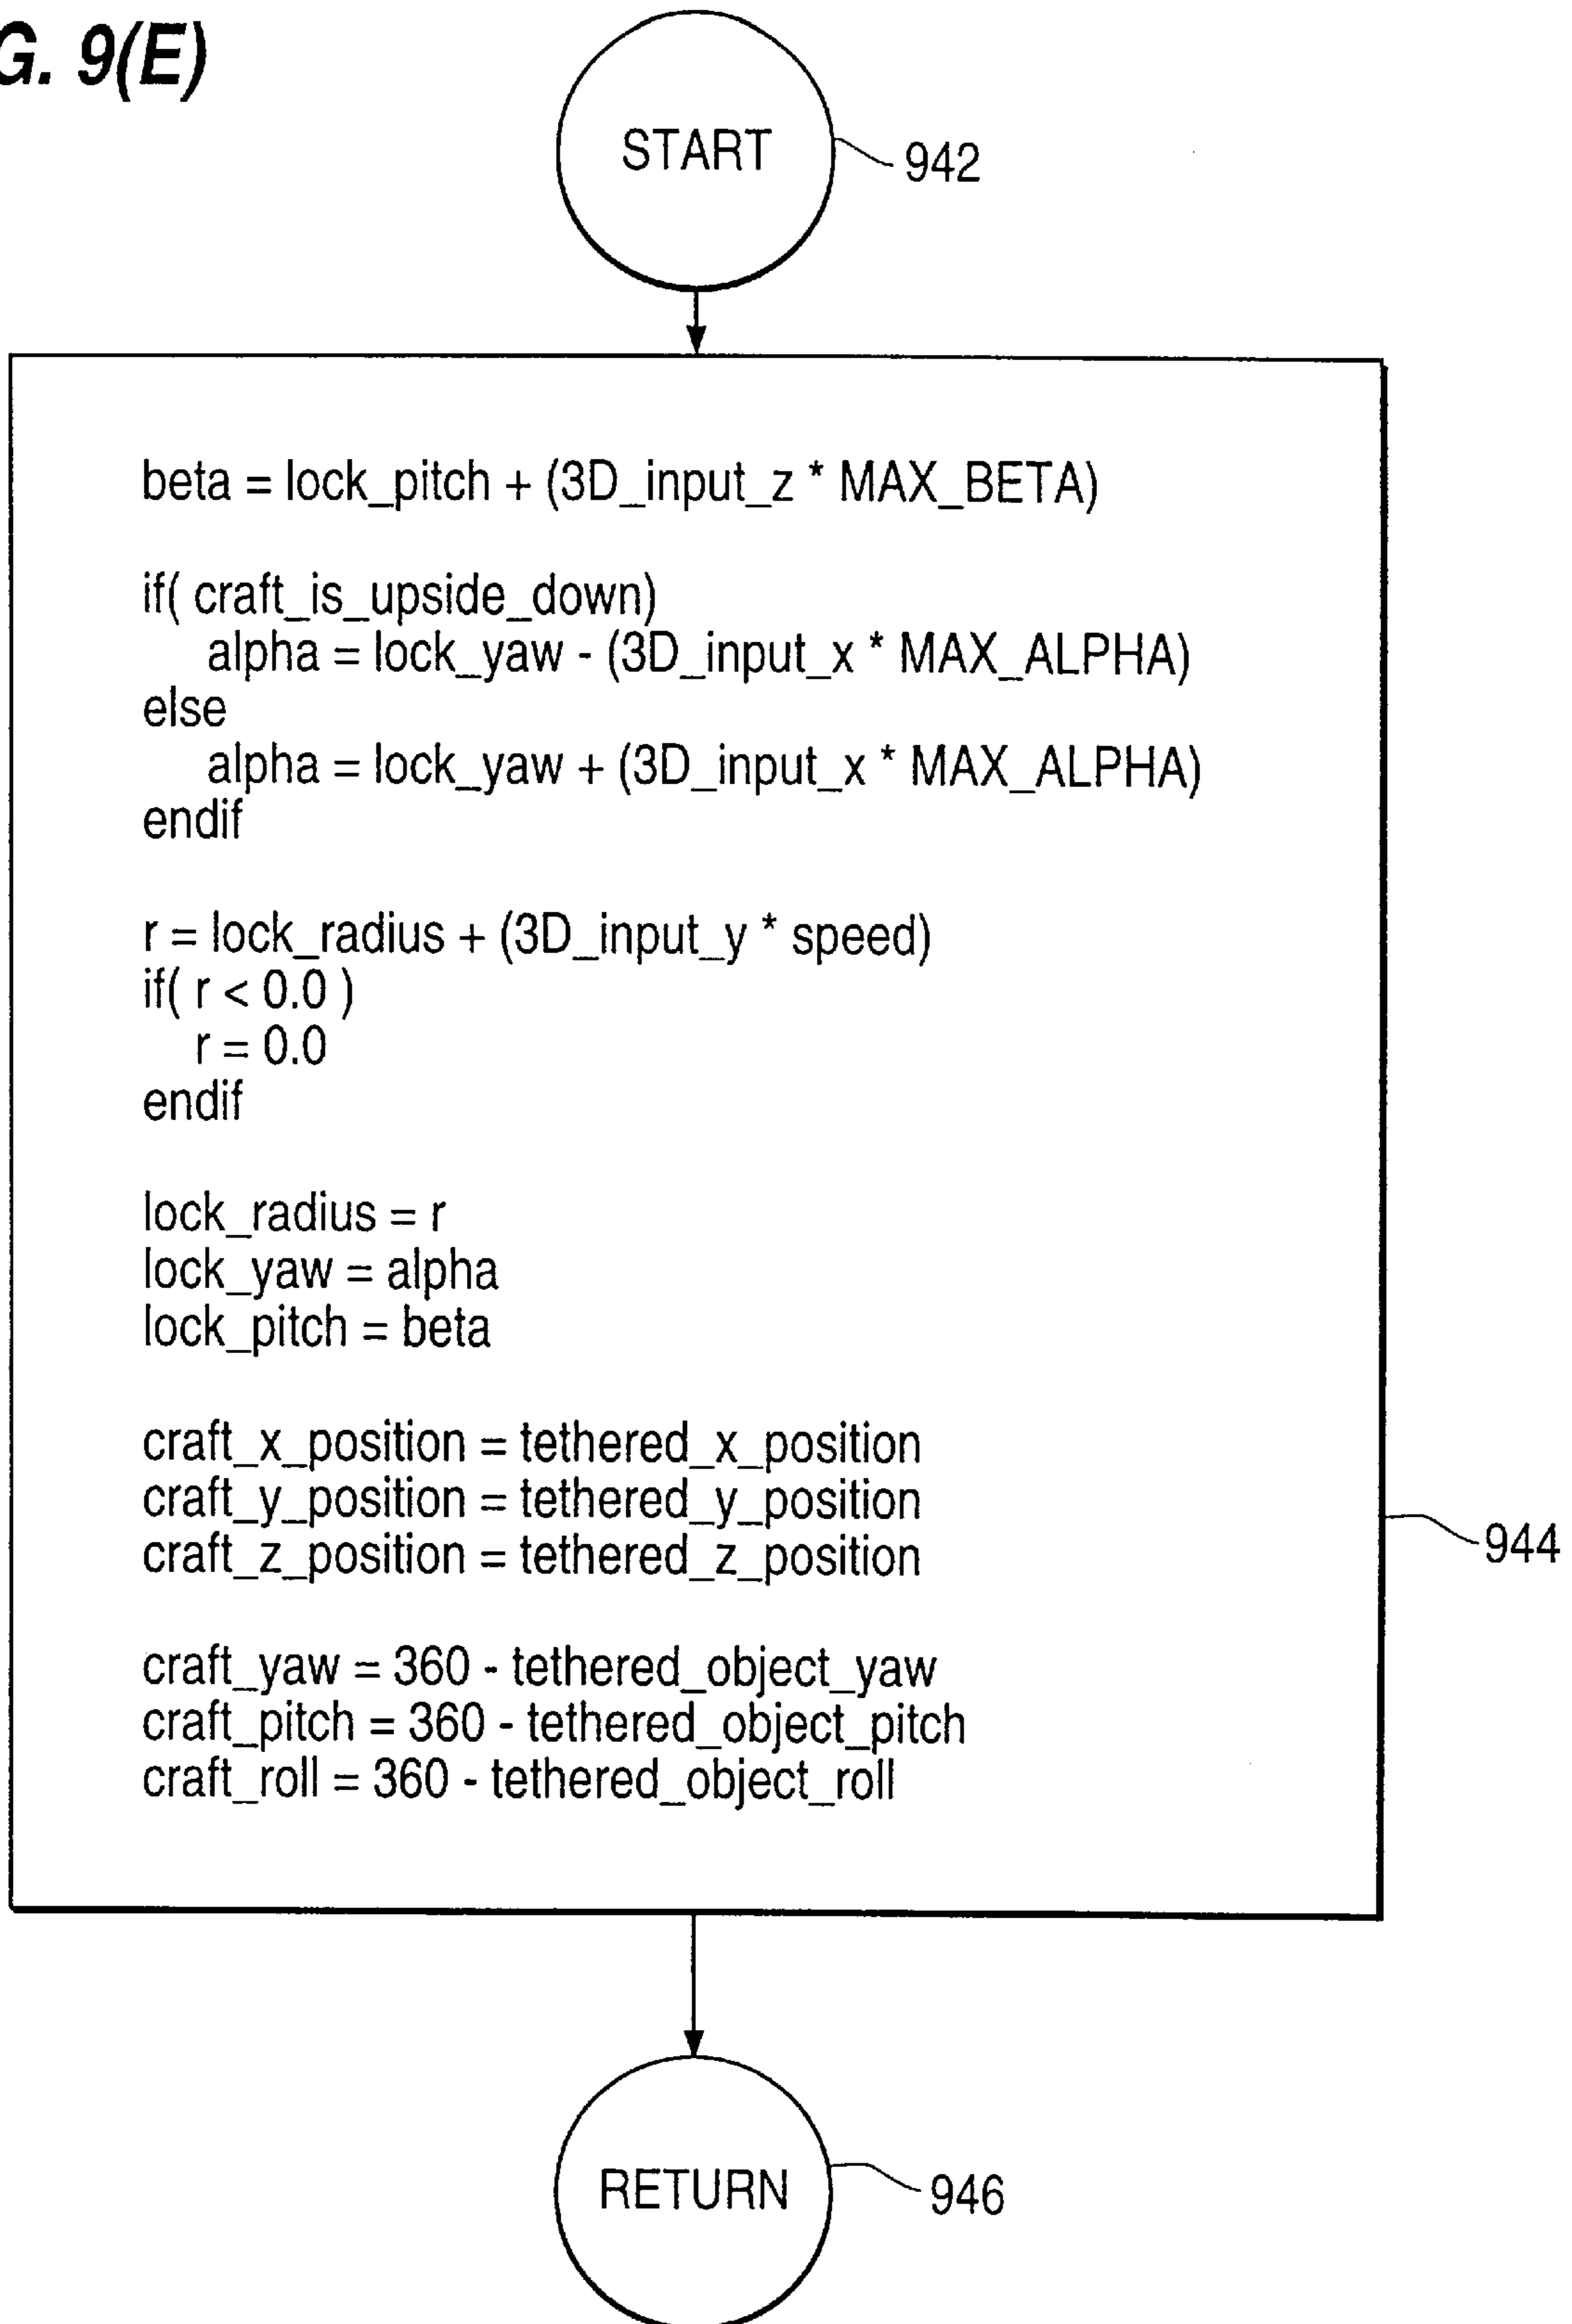 G. 9(E)
START
942
beta = lock_pitch + (3D_input_z * MAX_BETA)
if( craft_is_upside_down)
alpha = lock_yaw - (3D_input_x * MAX_ALPHA)
else
alpha = lock_yaw + (3D_input_x * MAX_ALPHA)
endif
r = lock_radius + (3D_input_y * speed)
if( r < 0.0 )
r = 0.0
endif
lock_radius = r
lock_yaw = alpha
lock_pitch = beta
craft_x_position = tethered_x_position
craft_y_position = tethered_y_position
craft_z_position = tethered_z_position
944
craft_yaw = 360 - tethered_object_yaw
craft_pitch = 360 - tethered_object_pitch
craft_roll = 360 - tethered_object_roll
RETURN
946